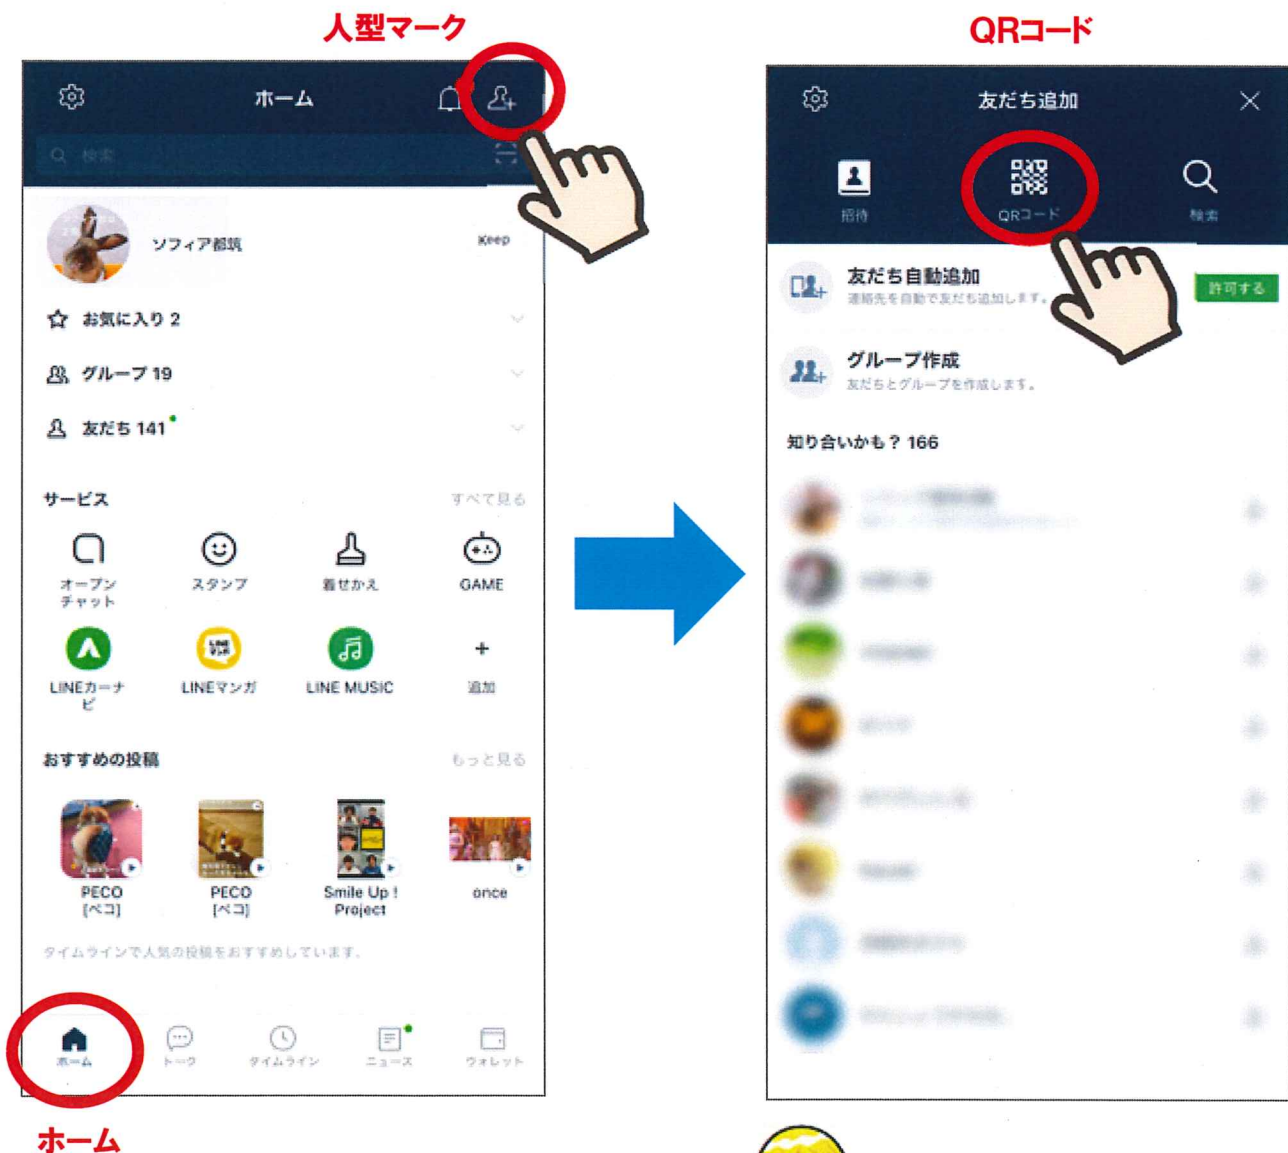 人型マーク
ホーム
検索
ソフィア都筑
Keep
お気に入り 2
グループ 19
友だち 141
サービス
すべて見る
オープン
チャット
スタンプ
着せかえ
GAME
LINEカーナ
ビ
LINEマンガ
LINE MUSIC
追加
おすすめの投稿
もっと見る
PECO
[ペコ]
PECO
[ペコ]
Smile Up !
Project
once
タイムラインで人気の投稿をおすすめしています。
ホーム
トーク
タイムライン
ニュース
ウォレット
ホーム
QRコード
友だち追加
招待
QRコード
検索
友だち自動追加
連絡先を自動で友だち追加します。
許可する
グループ作成
友だちとグループを作成します。
知り合いかも？ 166